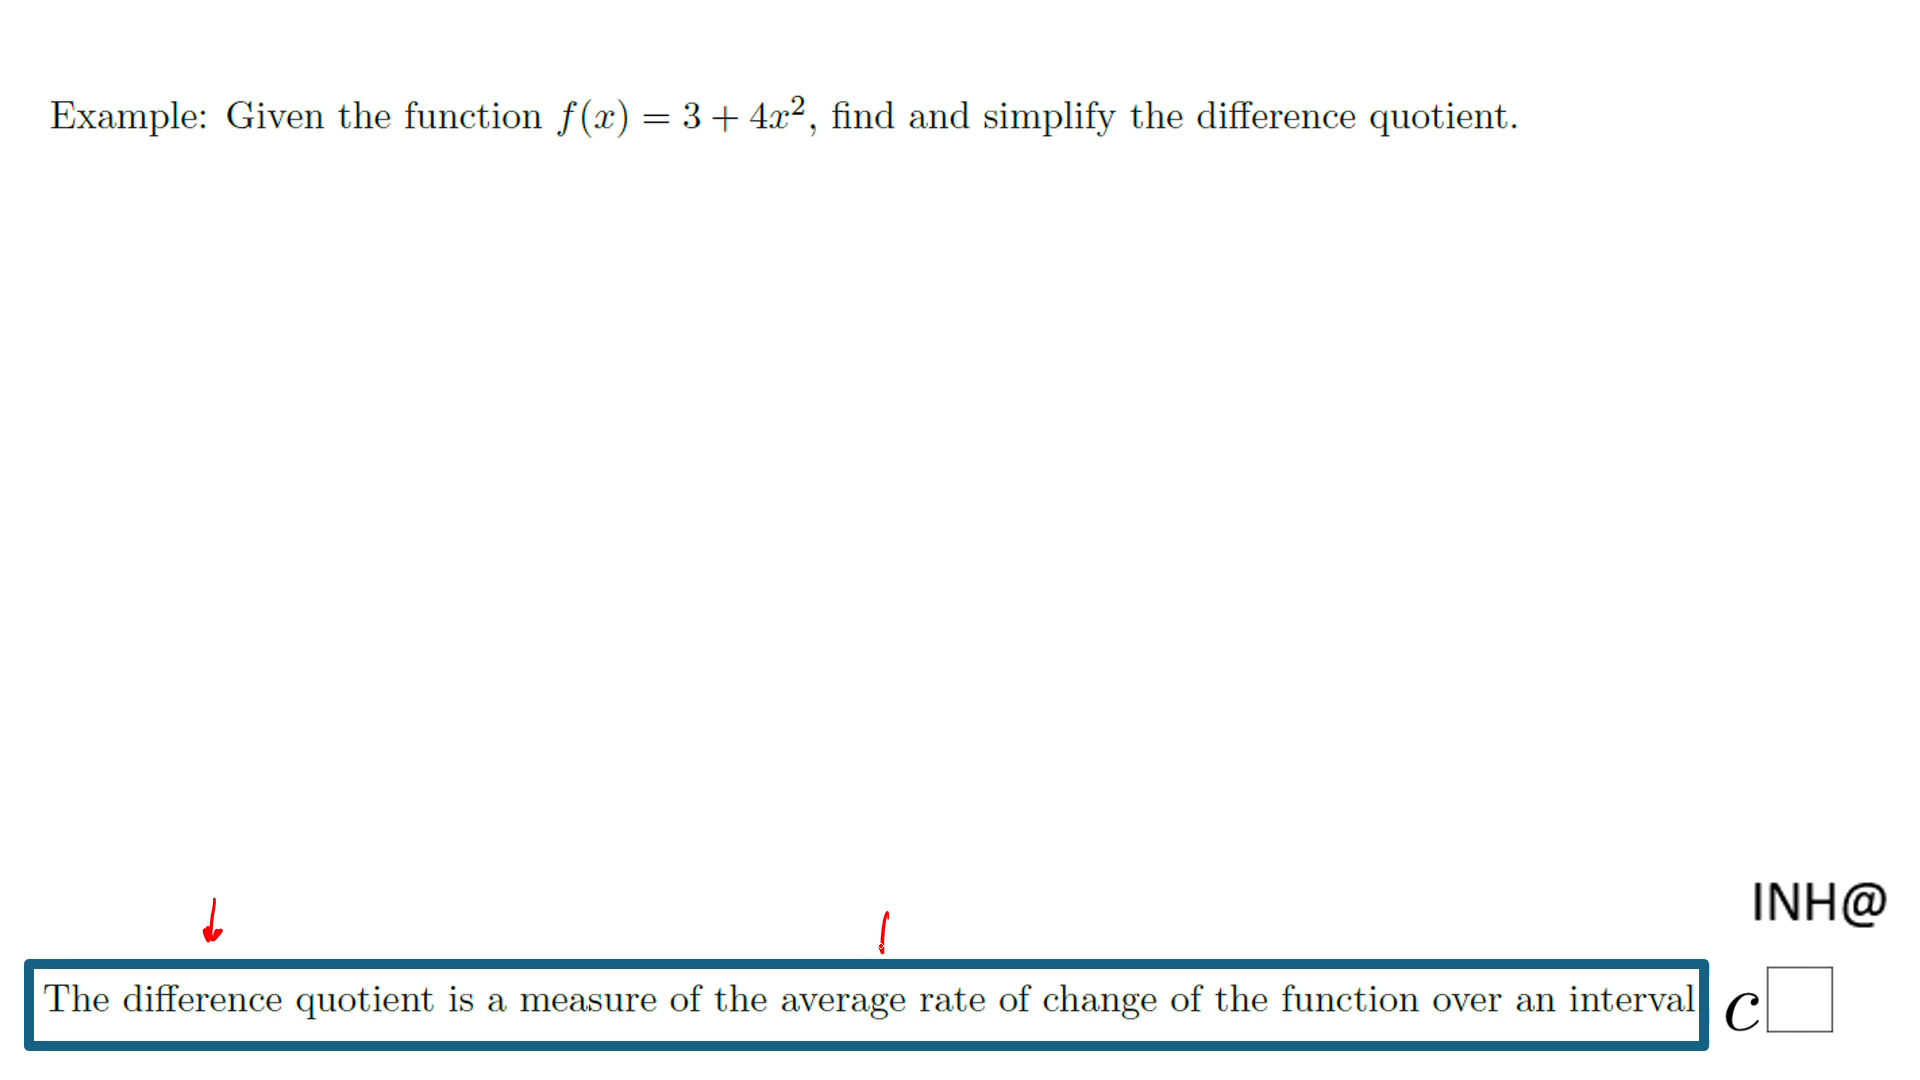 Example: Given the function f(x) = 3 + 4x², find and simplify the difference quotient.
INH@
The difference quotient is a measure of the average rate of change of the function over an interval
c□